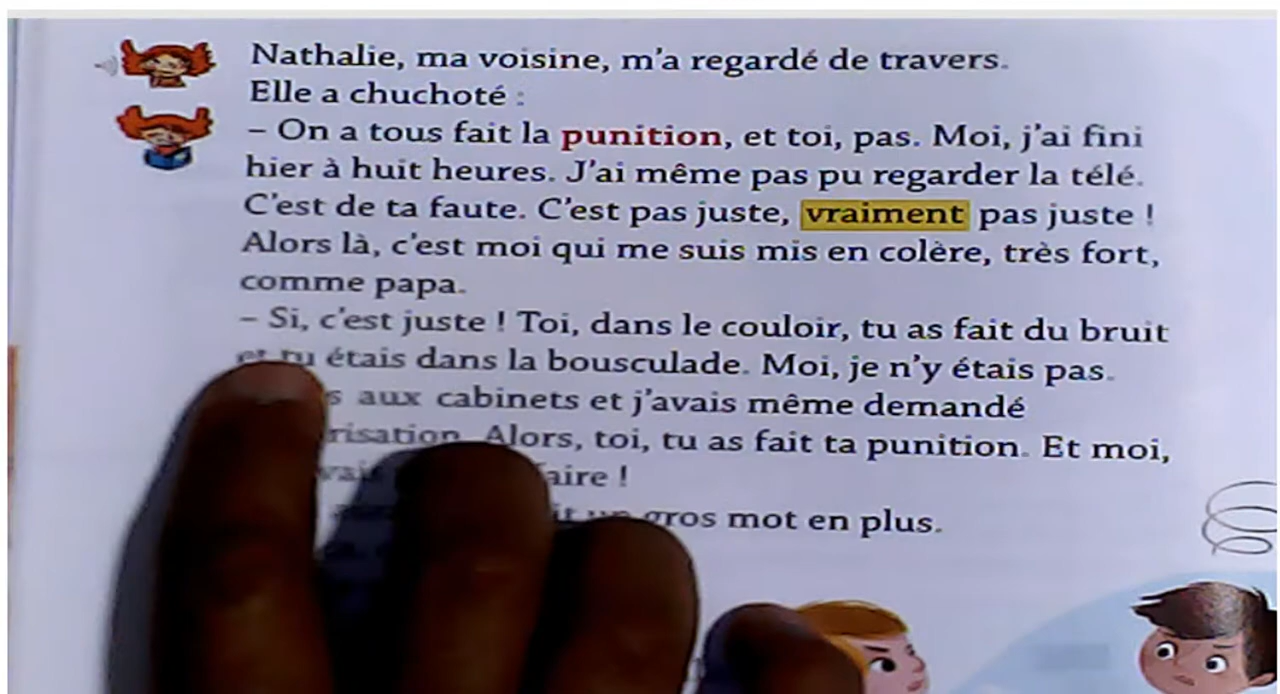 Nathalie, ma voisine, m'a regardé de travers.
Elle a chuchoté :
– On a tous fait la punition, et toi, pas. Moi, j'ai fini
hier à huit heures. J'ai même pas pu regarder la télé.
C'est de ta faute. C'est pas juste, vraiment pas juste !
Alors là, c'est moi qui me suis mis en colère, très fort,
comme papa.
– Si, c'est juste ! Toi, dans le couloir, tu as fait du bruit
et tu étais dans la bousculade. Moi, je n'y étais pas.
aux cabinets et j'avais même demandé
Alors, toi, tu as fait ta punition. Et moi,
gros mot en plus.